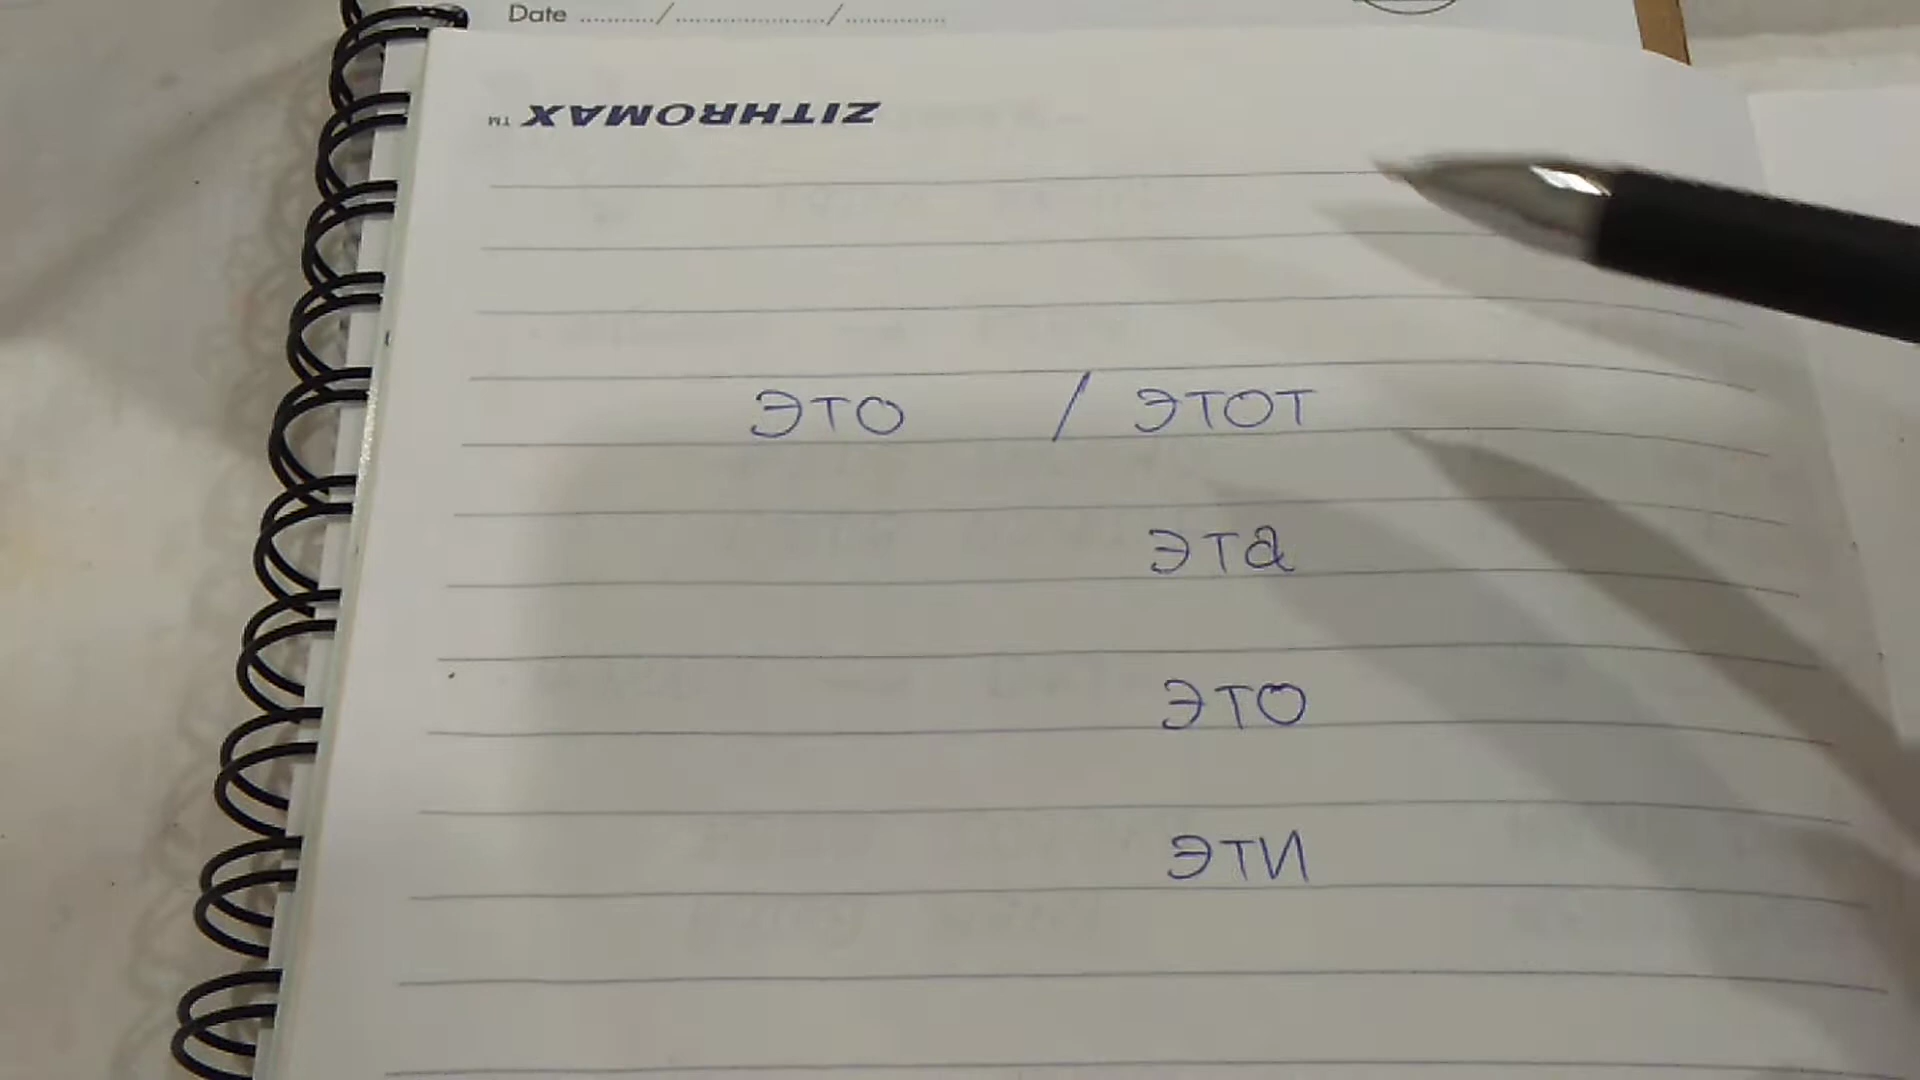 Date ........../..................../.............
ZITHROMAX ™
ЭТО / ЭТОТ
ЭТа
ЭТО
ЭТИ